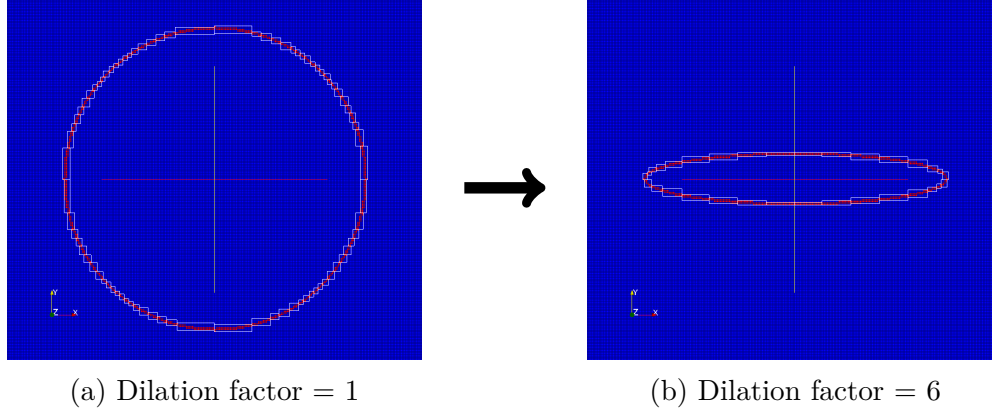 Y
Z X
Y
Z X
(a) Dilation factor = 1
(b) Dilation factor = 6